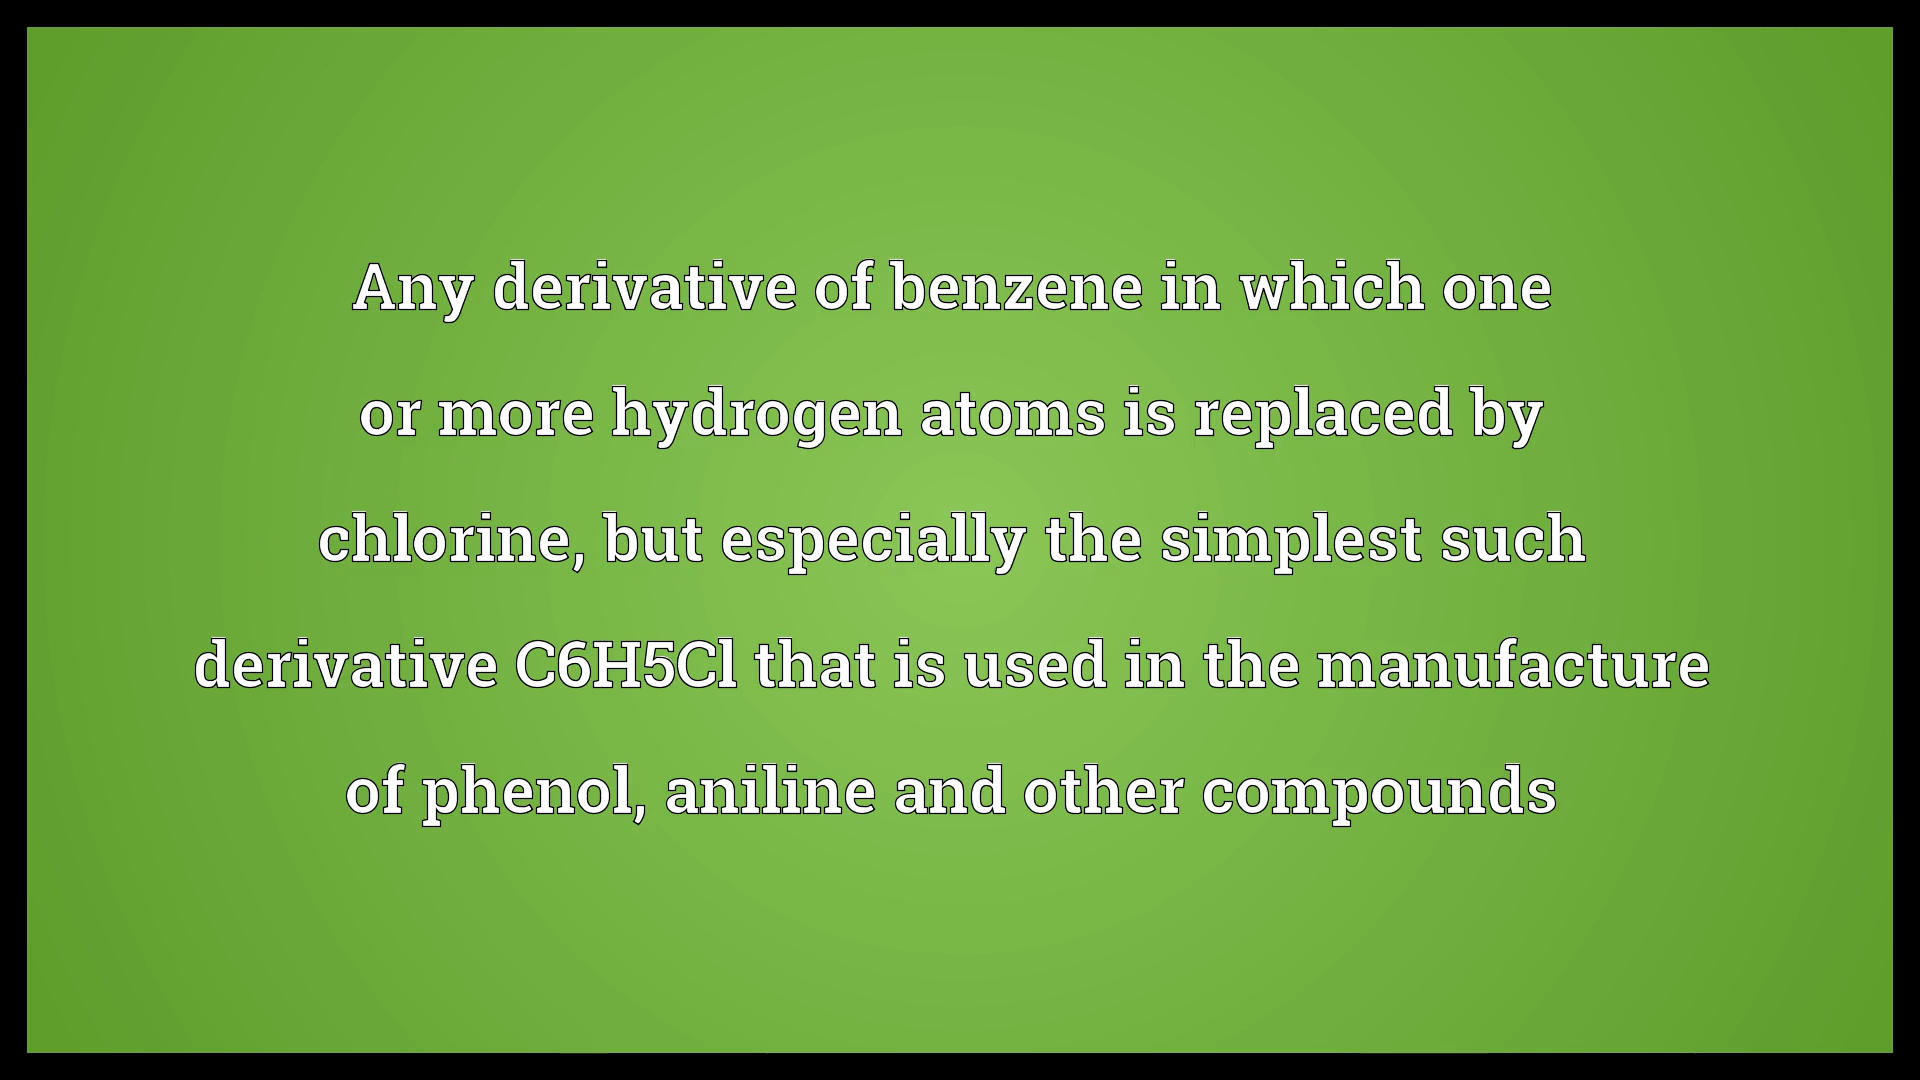 Any derivative of benzene in which one
or more hydrogen atoms is replaced by
chlorine, but especially the simplest such
derivative C6H5Cl that is used in the manufacture
of phenol, aniline and other compounds